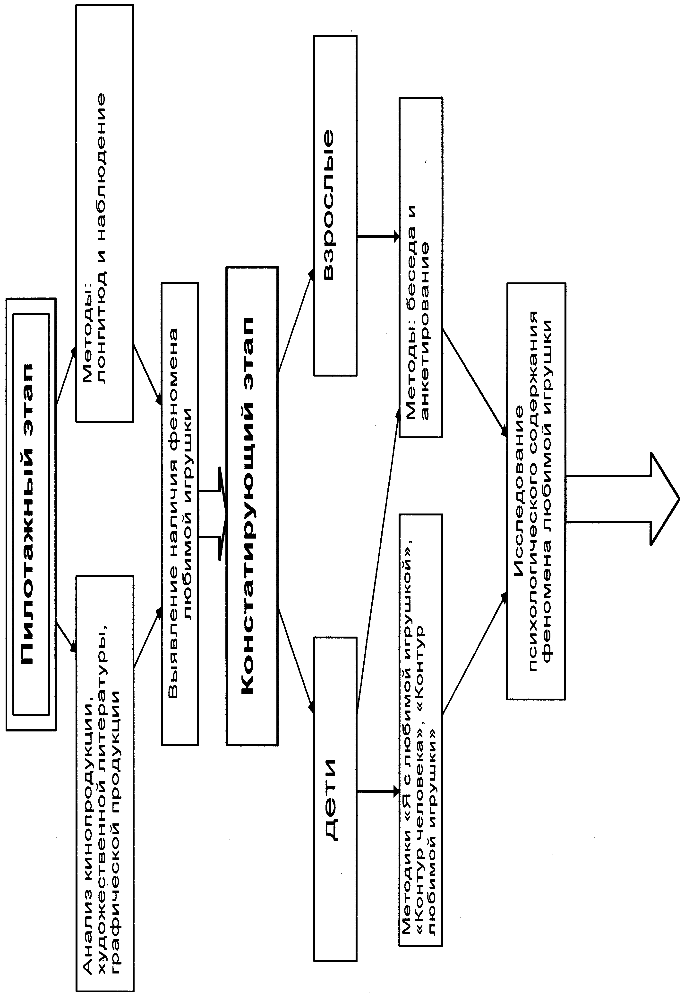 Пилотажный этап
Анализ кинопродукции,
художественной литературы,
графической продукции
Методы:
лонгитюд и наблюдение
Выявление наличия феномена
любимой игрушки
Констатирующий этап
дети
взрослые
Методики «Я с любимой игрушкой»,
«Контур человека», «Контур
любимой игрушки»
Методы: беседа и
анкетирование
Исследование
психологического содержания
феномена любимой игрушки